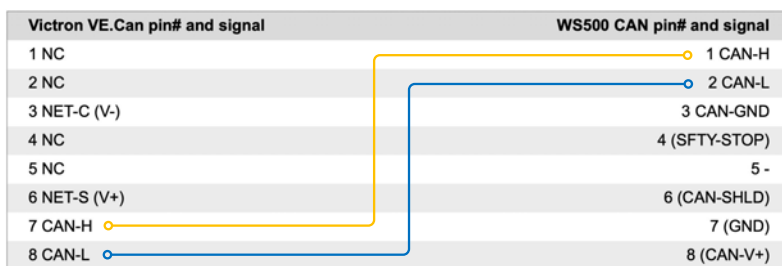 Victron VE.Can pin# and signal WS500 CAN pin# and signal
1 NC 1 CAN-H
2 NC 2 CAN-L
3 NET-C (V-) 3 CAN-GND
4 NC 4 (SFTY-STOP)
5 NC 5 -
6 NET-S (V+) 6 (CAN-SHLD)
7 CAN-H 7 (GND)
8 CAN-L 8 (CAN-V+)